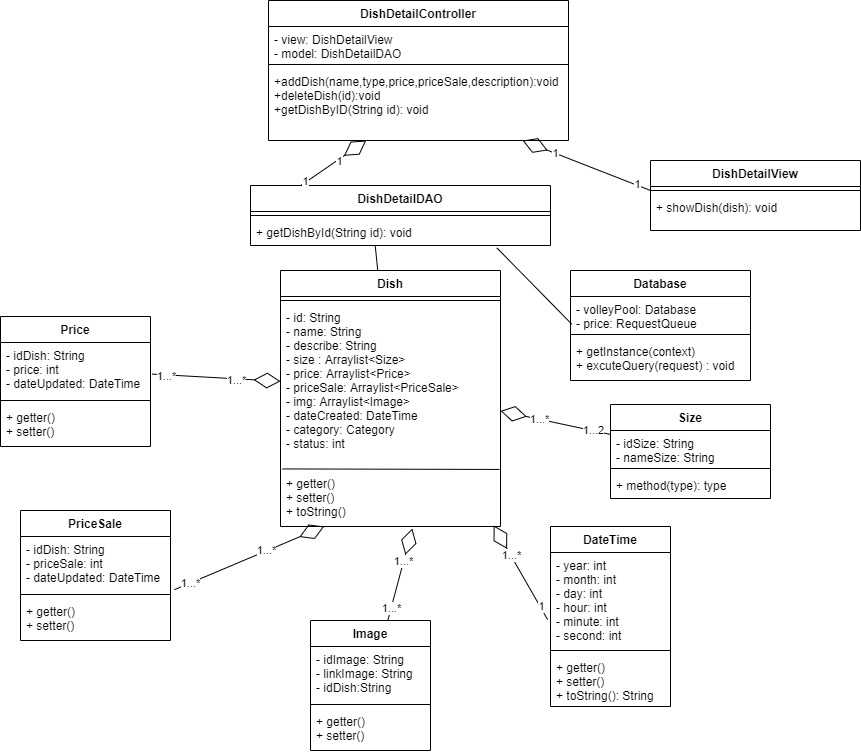 DishDetailController
- view: DishDetailView
- model: DishDetailDAO
+addDish(name,type,price,priceSale,description):void
+deleteDish(id):void
+getDishByID(String id): void
1
1
1
1
DishDetailView
+ showDish(dish): void
DishDetailDAO
+ getDishById(String id): void
Dish
- id: String
- name: String
- describe: String
- size : Arraylist<Size>
- price: Arraylist<Price>
- priceSale: Arraylist<PriceSale>
- img: Arraylist<Image>
- dateCreated: DateTime
- category: Category
- status: int
+ getter()
+ setter()
+ toString()
Database
- volleyPool: Database
- price: RequestQueue
+ getInstance(context)
+ excuteQuery(request) : void
Price
- idDish: String
- price: int
- dateUpdated: DateTime
+ getter()
+ setter()
1...*
1...*
1...*
1...2
Size
- idSize: String
- nameSize: String
+ method(type): type
PriceSale
- idDish: String
- priceSale: int
- dateUpdated: DateTime
+ getter()
+ setter()
1...*
1...*
1...*
1...*
1...*
1
Image
- idImage: String
- linkImage: String
- idDish:String
+ getter()
+ setter()
DateTime
- year: int
- month: int
- day: int
- hour: int
- minute: int
- second: int
+ getter()
+ setter()
+ toString(): String